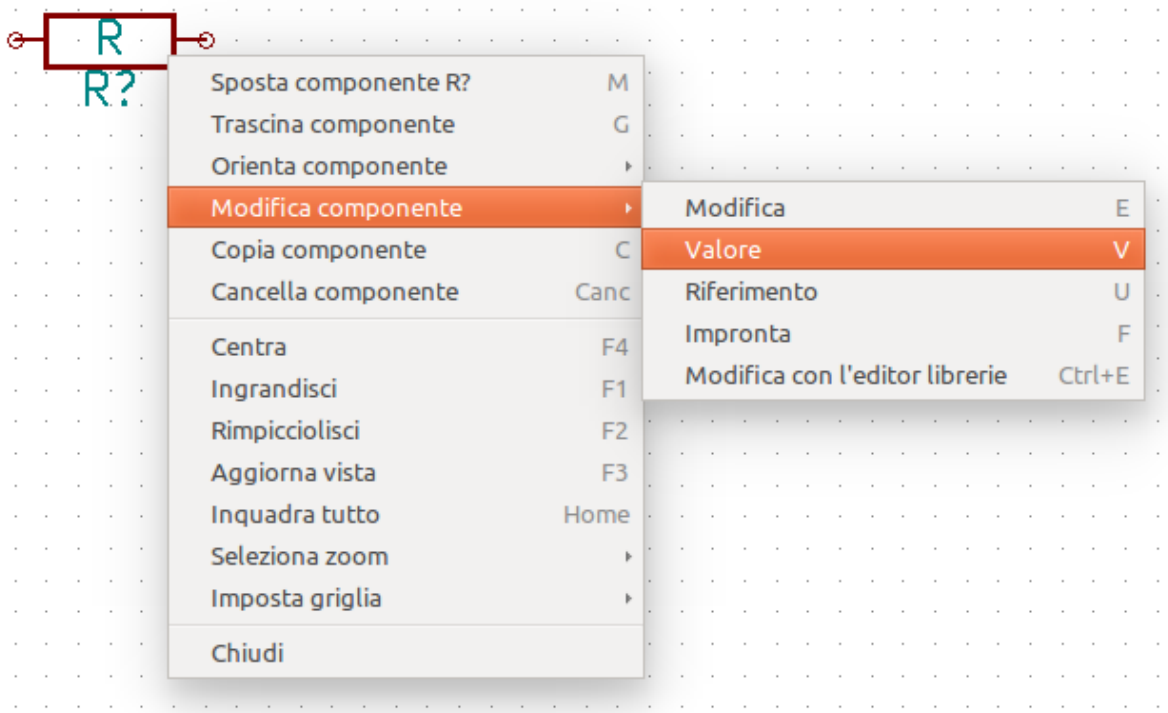 R
R?
Sposta componente R? M
Trascina componente G
Orienta componente
Modifica componente
Copia componente C
Cancella componente Canc
Centra F4
Ingrandisci F1
Rimpicciolisci F2
Aggiorna vista F3
Inquadra tutto Home
Seleziona zoom
Imposta griglia
Chiudi
Modifica E
Valore V
Riferimento U
Impronta F
Modifica con l'editor librerie Ctrl+E